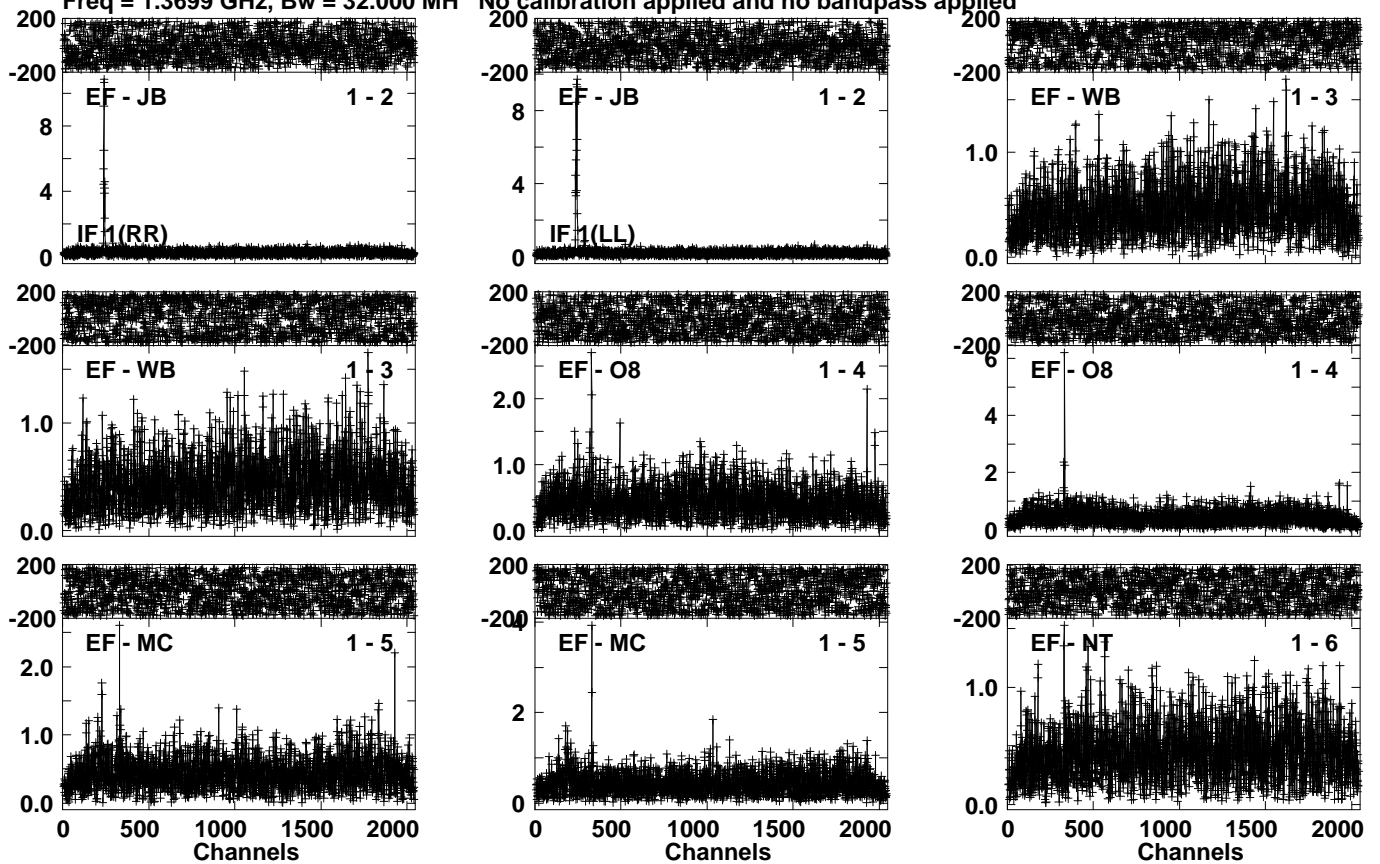 Freq = 1.3699 GHz, Bw = 32.000 MH No calibration applied and no bandpass applied
200 200 200
-200 -200 -200
EF - JB 1 - 2 EF - JB 1 - 2 EF - WB 1 - 3
8 8 1.0
4 4
IF 1(RR) IF 1(LL)
0 0 0.0
200 200 200
-200 -200 -200
EF - WB 1 - 3 EF - O8 1 - 4 EF - O8 1 - 4
6
1.0 2.0 4
1.0 2
0.0 0.0 0
200 200 200
-200 -200 -200
EF - MC 1 - 5 EF - MC 1 - 5 EF - NT 1 - 6
4
2.0 2 1.0
1.0
0.0 0 0.0
0 500 1000 1500 2000 0 500 1000 1500 2000 0 500 1000 1500 2000
Channels Channels Channels